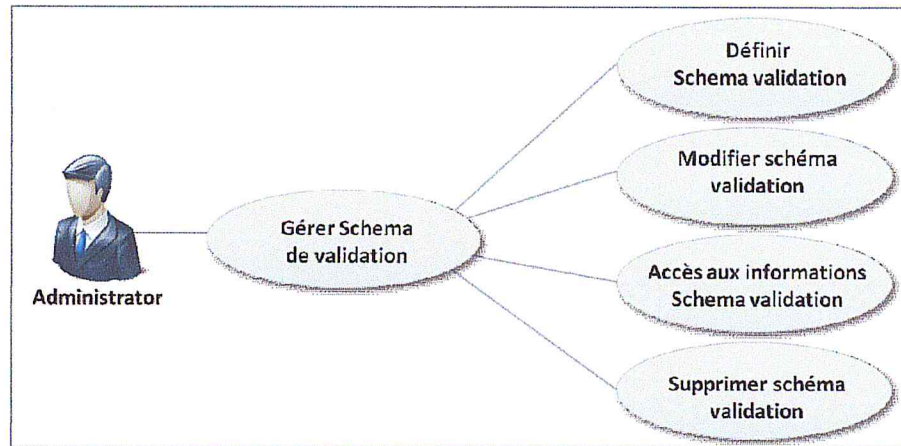 Définir
Schema validation
Modifier schéma
validation
Gérer Schema
de validation
Administrator
Accès aux informations
Schema validation
Supprimer schéma
validation